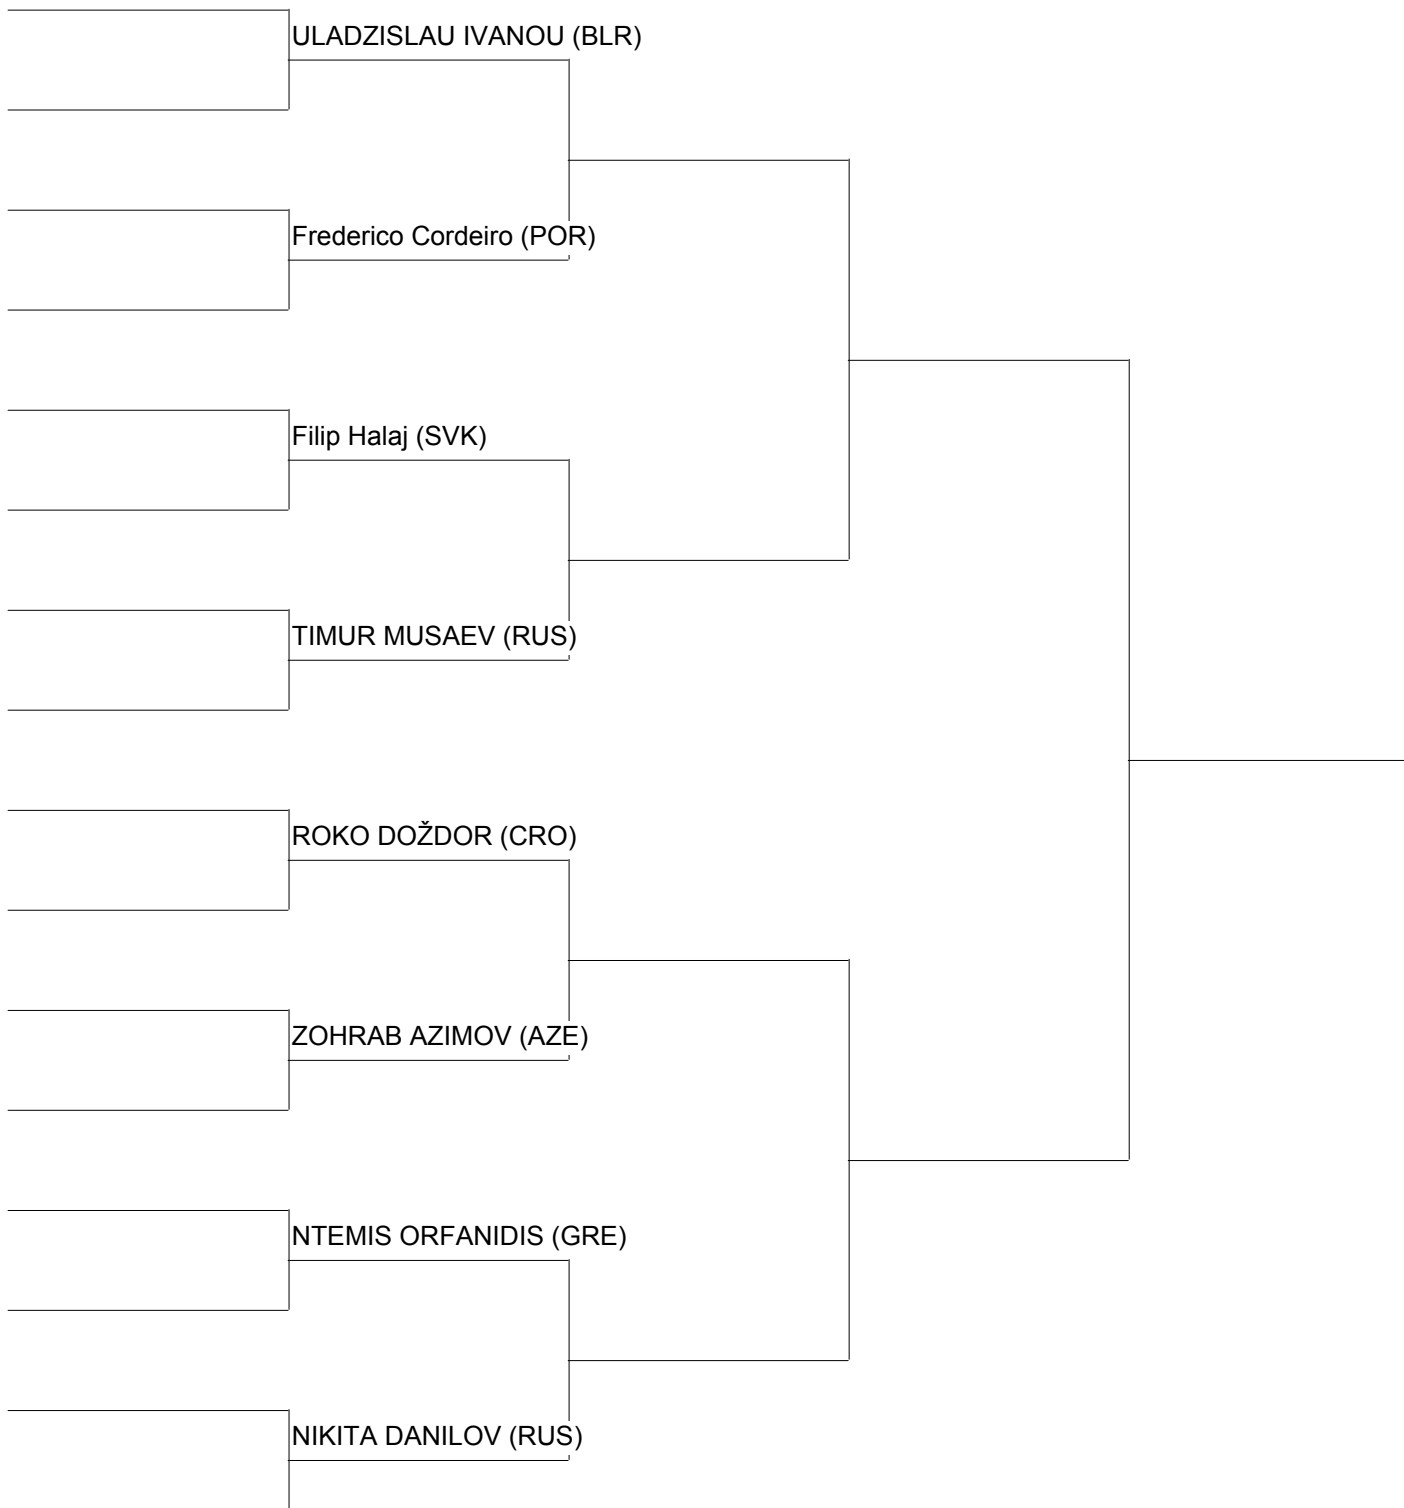 ULADZISLAU IVANOU (BLR)
Frederico Cordeiro (POR)
Filip Halaj (SVK)
TIMUR MUSAEV (RUS)
ROKO DOŽDOR (CRO)
ZOHRAB AZIMOV (AZE)
NTEMIS ORFANIDIS (GRE)
NIKITA DANILOV (RUS)